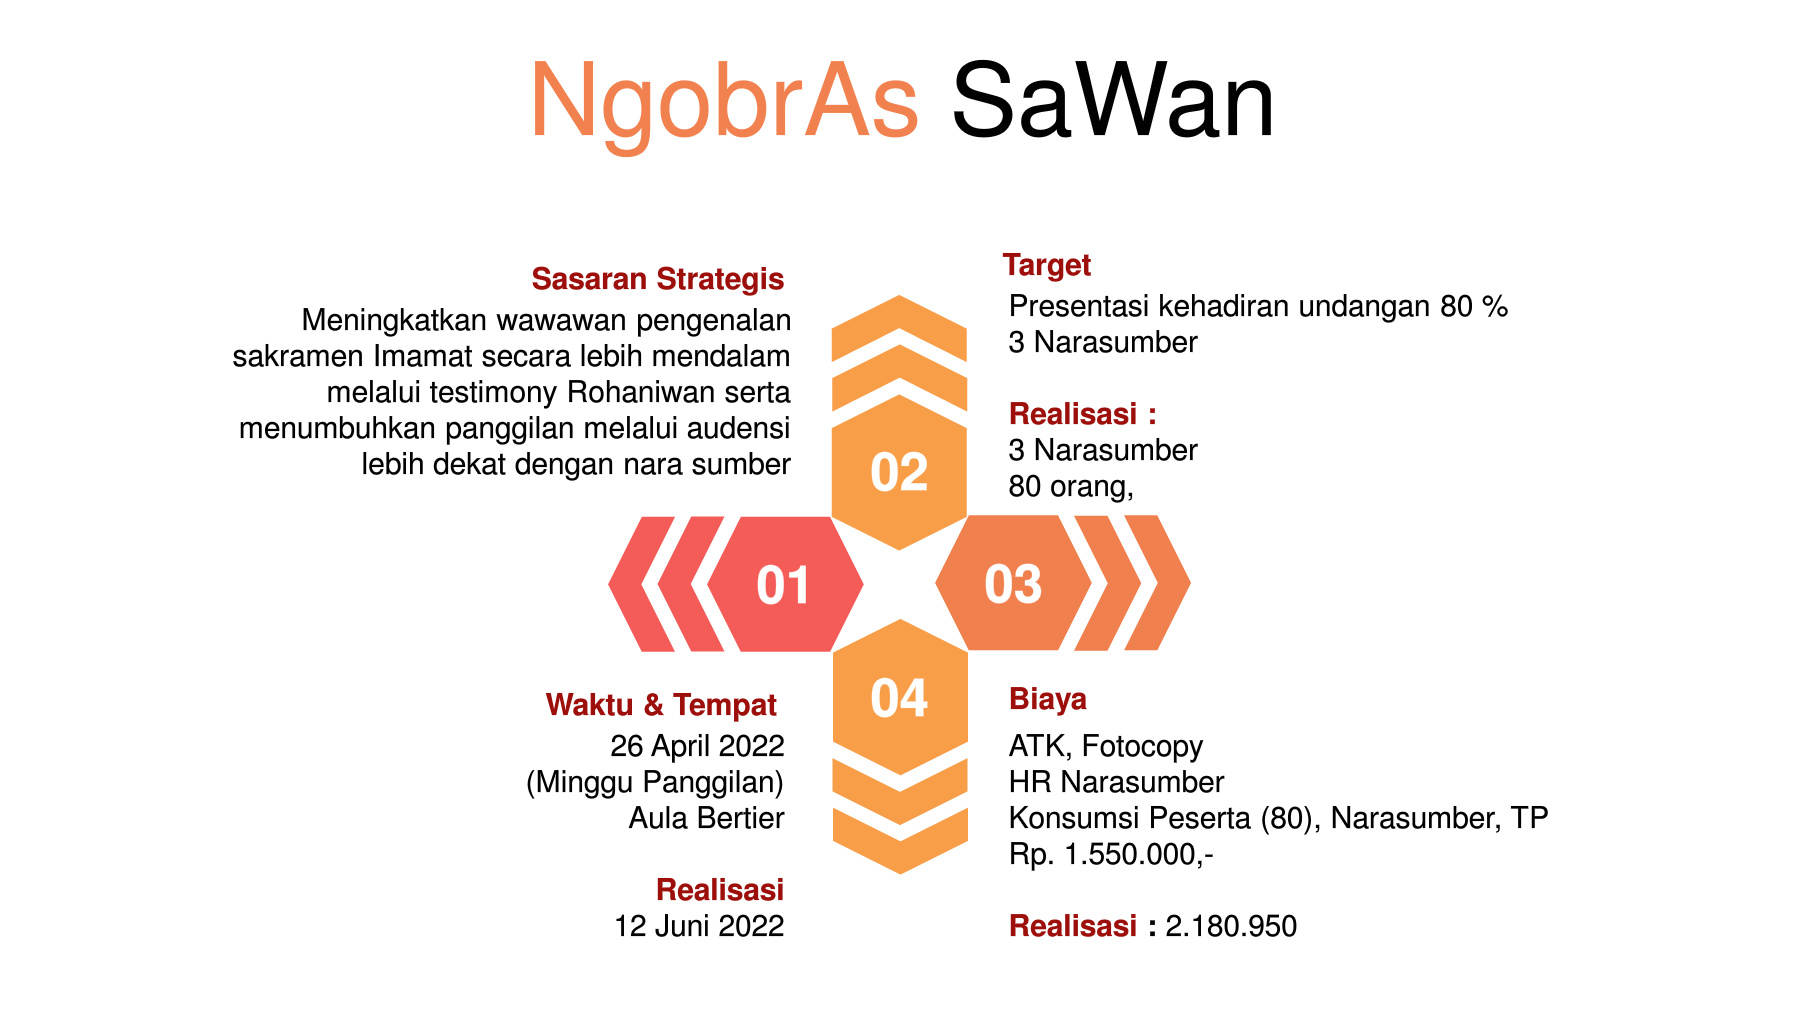 NgobrAs SaWan
Sasaran Strategis
Meningkatkan wawawan pengenalan
sakramen Imamat secara lebih mendalam
melalui testimony Rohaniwan serta
menumbuhkan panggilan melalui audensi
lebih dekat dengan nara sumber
Target
Presentasi kehadiran undangan 80 %
3 Narasumber
Realisasi :
3 Narasumber
80 orang,
02
01
03
04
Waktu & Tempat
26 April 2022
(Minggu Panggilan)
Aula Bertier
Realisasi
12 Juni 2022
Biaya
ATK, Fotocopy
HR Narasumber
Konsumsi Peserta (80), Narasumber, TP
Rp. 1.550.000,-
Realisasi : 2.180.950